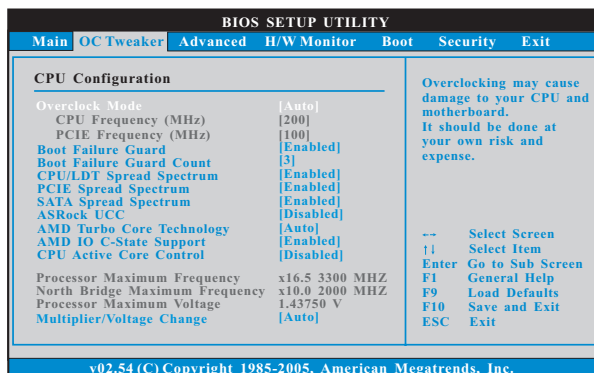 BIOS SETUP UTILITY
Main OC Tweaker Advanced H/W Monitor Boot Security Exit
CPU Configuration
Overclock Mode [Auto]
CPU Frequency (MHz) [200]
PCIE Frequency (MHz) [100]
Boot Failure Guard [Enabled]
Boot Failure Guard Count [3]
CPU/LDT Spread Spectrum [Enabled]
PCIE Spread Spectrum [Enabled]
SATA Spread Spectrum [Enabled]
ASRock UCC [Disabled]
AMD Turbo Core Technology [Auto]
AMD IO C-State Support [Enabled]
CPU Active Core Control [Disabled]
Processor Maximum Frequency x16.5 3300 MHZ
North Bridge Maximum Frequency x10.0 2000 MHZ
Processor Maximum Voltage 1.43750 V
Multiplier/Voltage Change [Auto]
Overclocking may cause
damage to your CPU and
motherboard.
It should be done at
your own risk and
expense.
←→ Select Screen
↑↓ Select Item
Enter Go to Sub Screen
F1 General Help
F9 Load Defaults
F10 Save and Exit
ESC Exit
v02.54 (C) Copyright 1985-2005, American Megatrends, Inc.